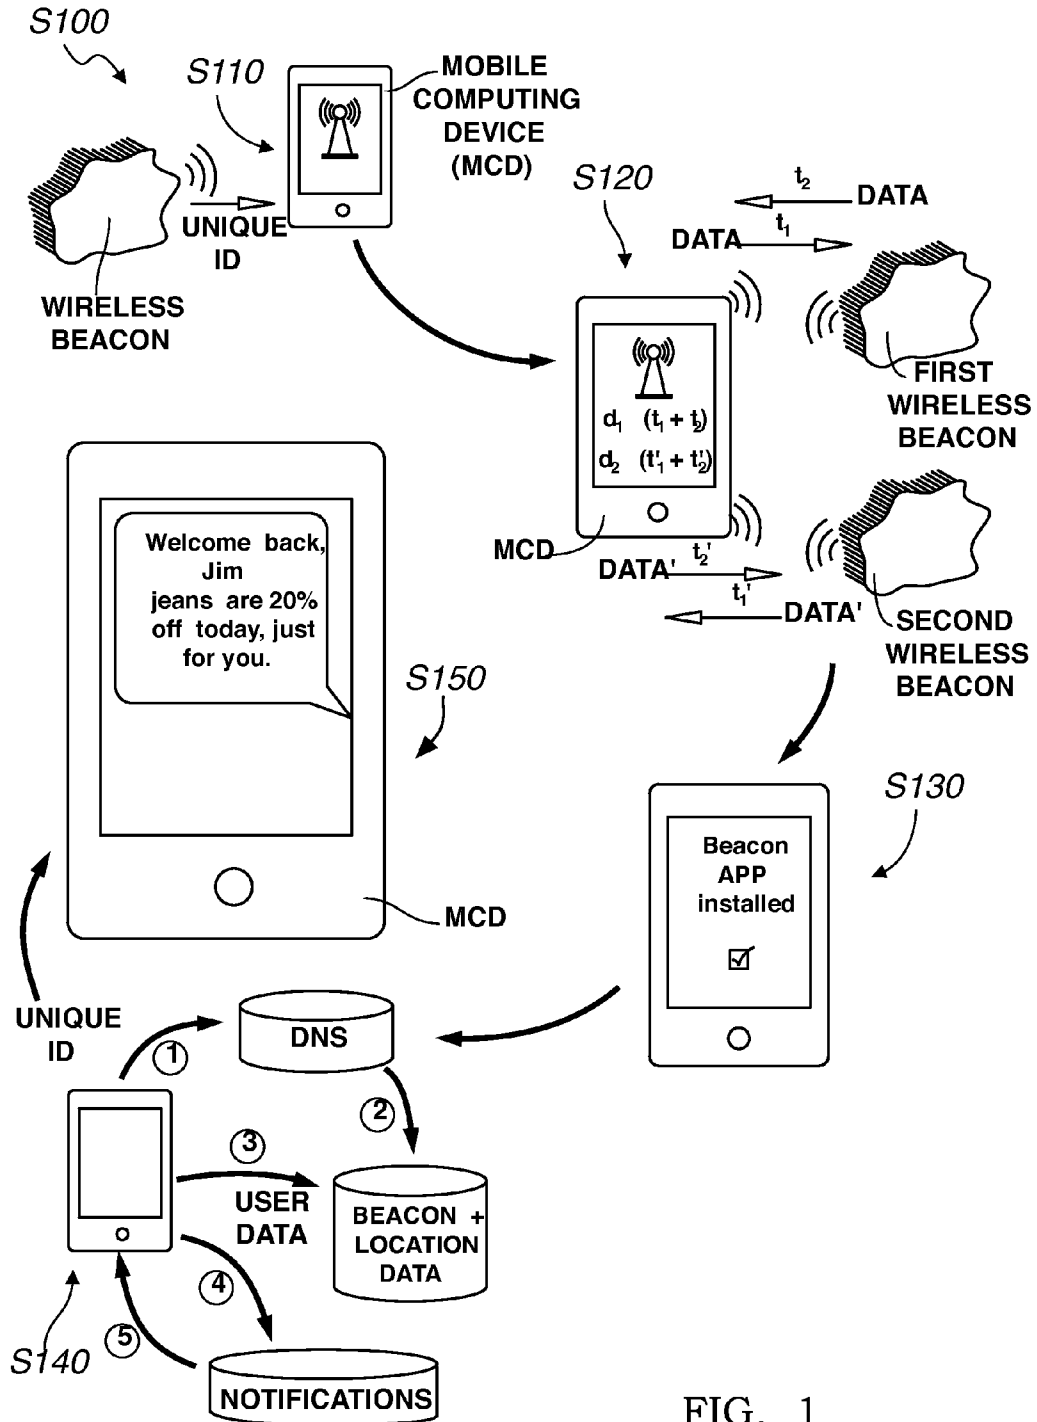 S100
S110
MOBILE
COMPUTING
DEVICE
(MCD)
UNIQUE
ID
WIRELESS
BEACON
S120
t2
DATA
t1
DATA
FIRST
WIRELESS
BEACON
d1 (t1 + t2)
d2 (t'1 + t'2)
MCD
t2'
DATA'
t1'
DATA'
SECOND
WIRELESS
BEACON
Welcome back,
Jim
jeans are 20%
off today, just
for you.
S150
MCD
S130
Beacon
APP
installed
UNIQUE
ID
1
DNS
2
3
USER
DATA
BEACON +
LOCATION
DATA
4
5
S140
NOTIFICATIONS
FIG. 1